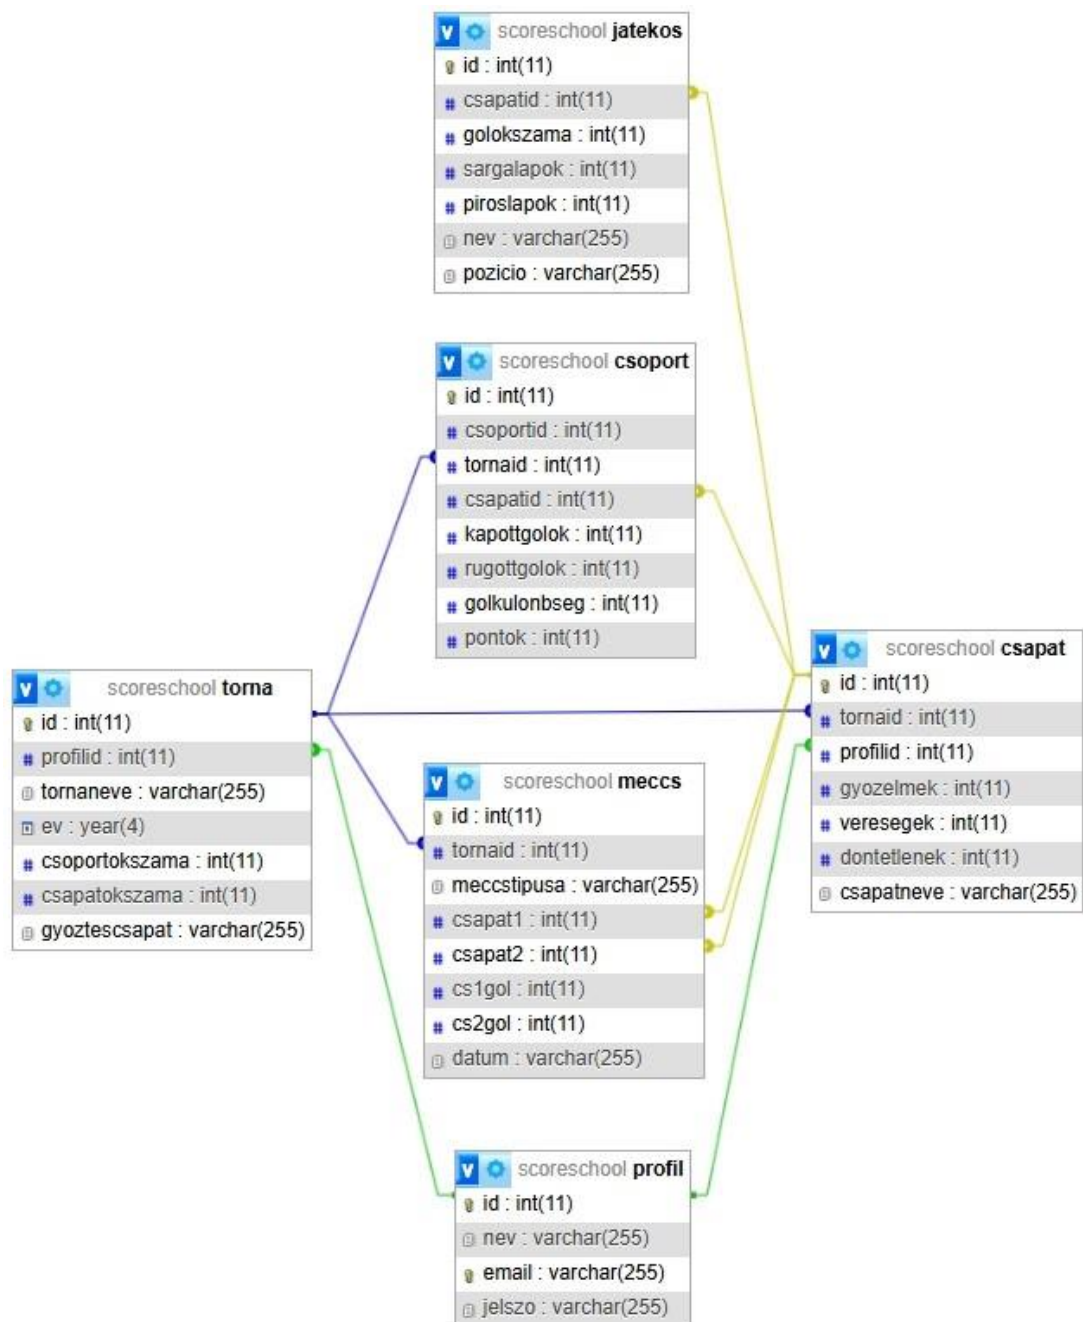 scoreschool jatekos
id : int(11)
csapatid : int(11)
golokszama : int(11)
sargalapok : int(11)
piroslapok : int(11)
nev : varchar(255)
pozicio : varchar(255)
scoreschool csoport
id : int(11)
csoportid : int(11)
tornaid : int(11)
csapatid : int(11)
kapottgolok : int(11)
rugottgolok : int(11)
golkulonbseg : int(11)
pontok : int(11)
scoreschool torna
id : int(11)
profilid : int(11)
tornaneve : varchar(255)
ev : year(4)
csoportokszama : int(11)
csapatokszama : int(11)
gyoztescsapat : varchar(255)
scoreschool meccs
id : int(11)
tornaid : int(11)
meccstipusa : varchar(255)
csapat1 : int(11)
csapat2 : int(11)
cs1gol : int(11)
cs2gol : int(11)
datum : varchar(255)
scoreschool csapat
id : int(11)
tornaid : int(11)
profilid : int(11)
gyozelmek : int(11)
veresegek : int(11)
dontetlenek : int(11)
csapatneve : varchar(255)
scoreschool profil
id : int(11)
nev : varchar(255)
email : varchar(255)
jelszo : varchar(255)